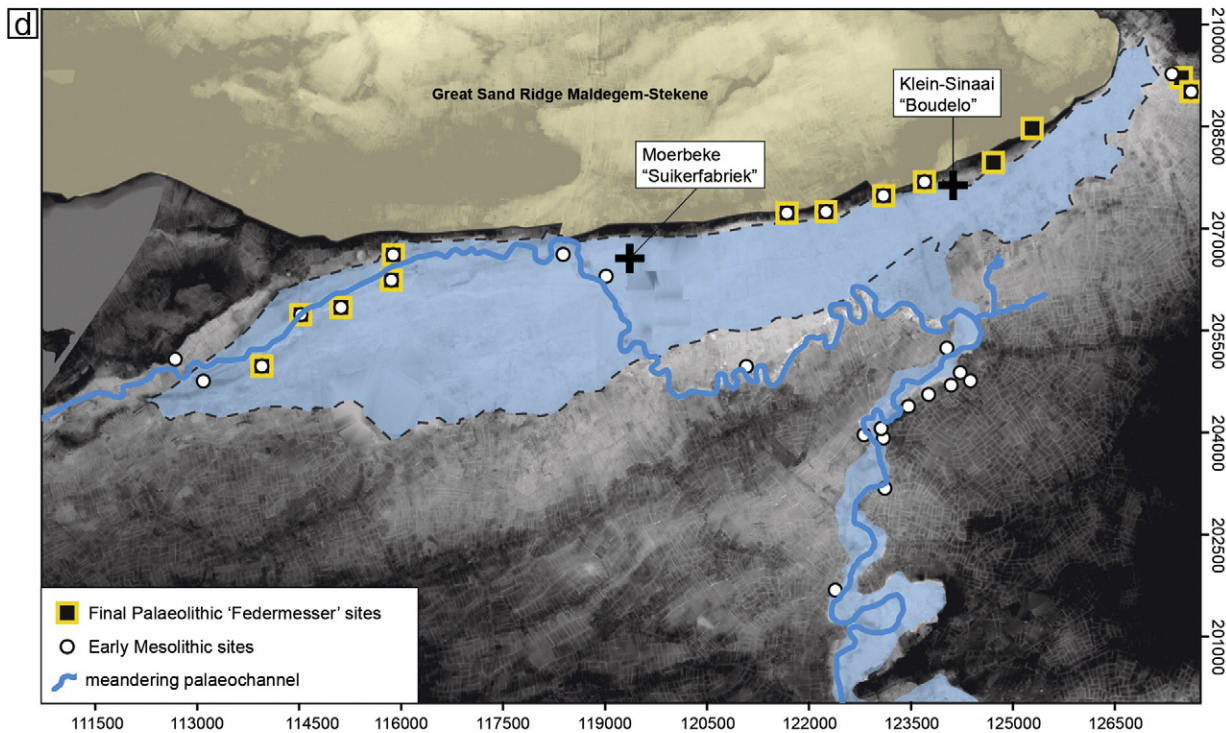 d
Great Sand Ridge Maldegem-Stekene
Klein-Sinaai
“Boudelo”
Moerbeke
“Suikerfabriek”
Final Palaeolithic ‘Federmesser’ sites
Early Mesolithic sites
meandering palaeochannel
210000
208500
207000
205500
204000
202500
201000
111500 113000 114500 116000 117500 119000 120500 122000 123500 125000 126500